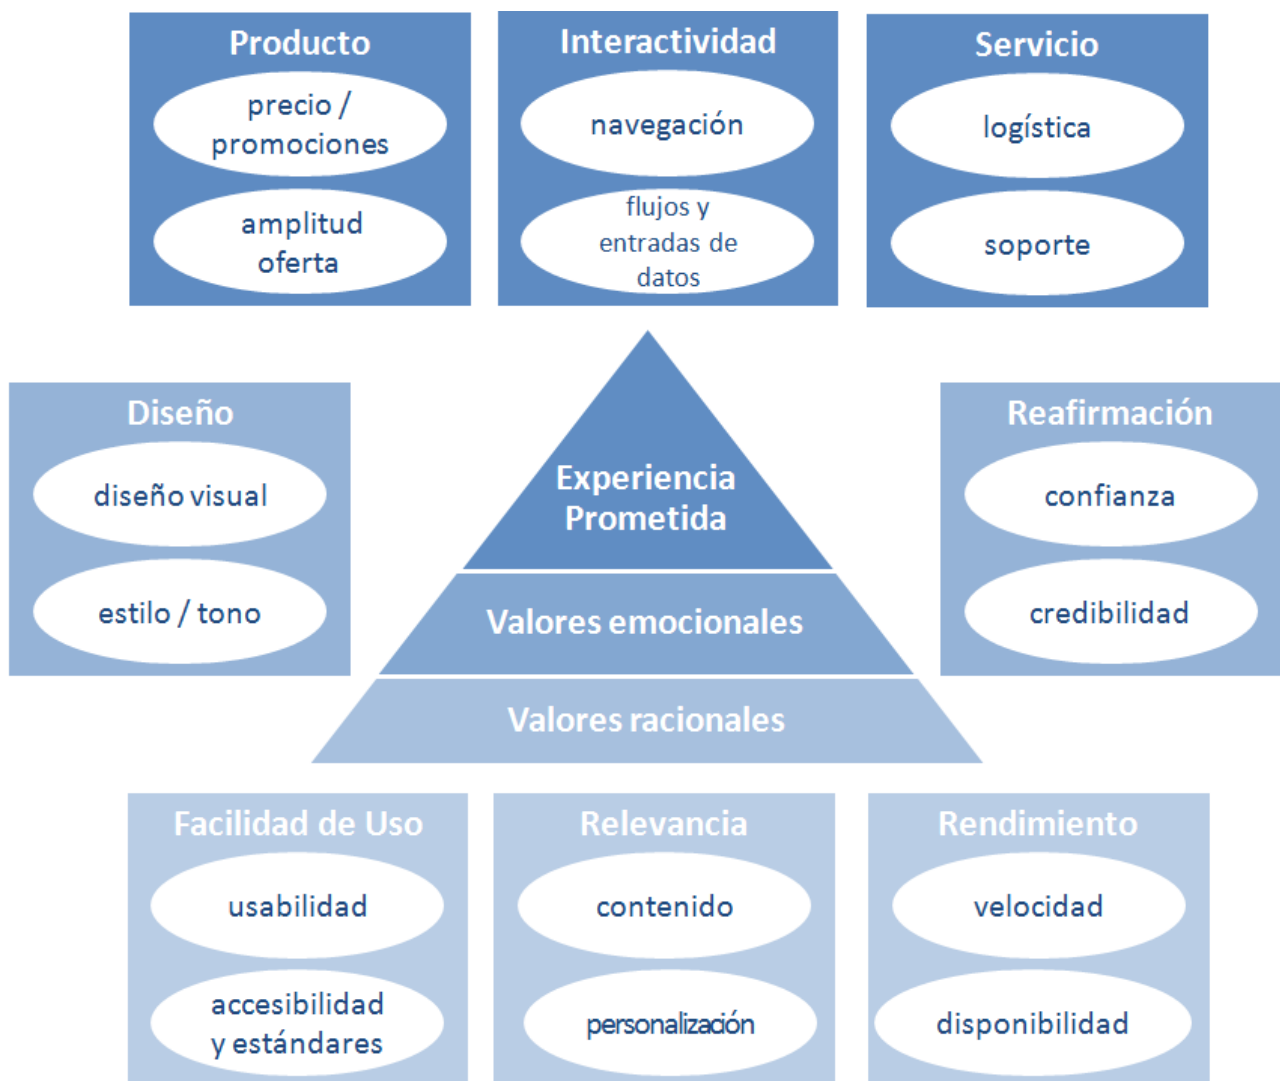 Producto
precio /
promociones
amplitud
oferta
Interactividad
navegación
flujos y
entradas de
datos
Servicio
logística
soporte
Diseño
diseño visual
estilo / tono
Experiencia
Prometida
Valores emocionales
Valores racionales
Reafirmación
confianza
credibilidad
Facilidad de Uso
usabilidad
accesibilidad
y estándares
Relevancia
contenido
personalización
Rendimiento
velocidad
disponibilidad